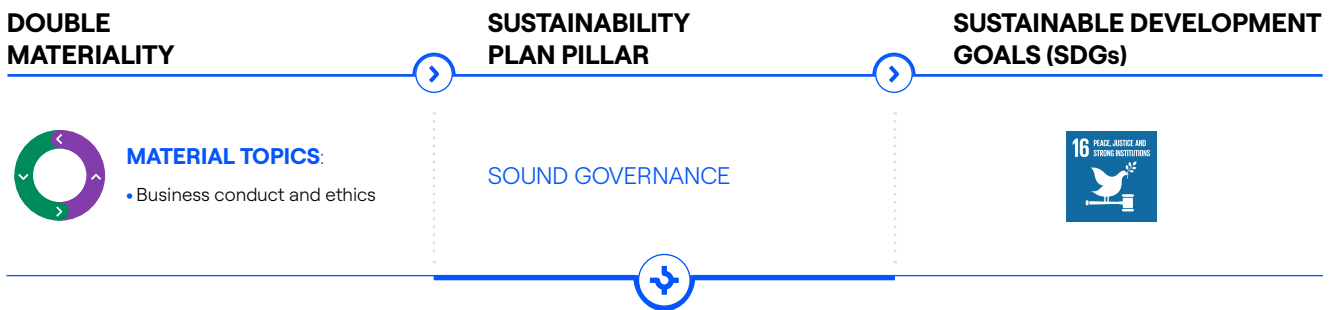 DOUBLE
MATERIALITY
SUSTAINABILITY
PLAN PILLAR
SUSTAINABLE DEVELOPMENT
GOALS (SDGs)
MATERIAL TOPICS:
• Business conduct and ethics
SOUND GOVERNANCE
16 PEACE, JUSTICE AND
STRONG INSTITUTIONS